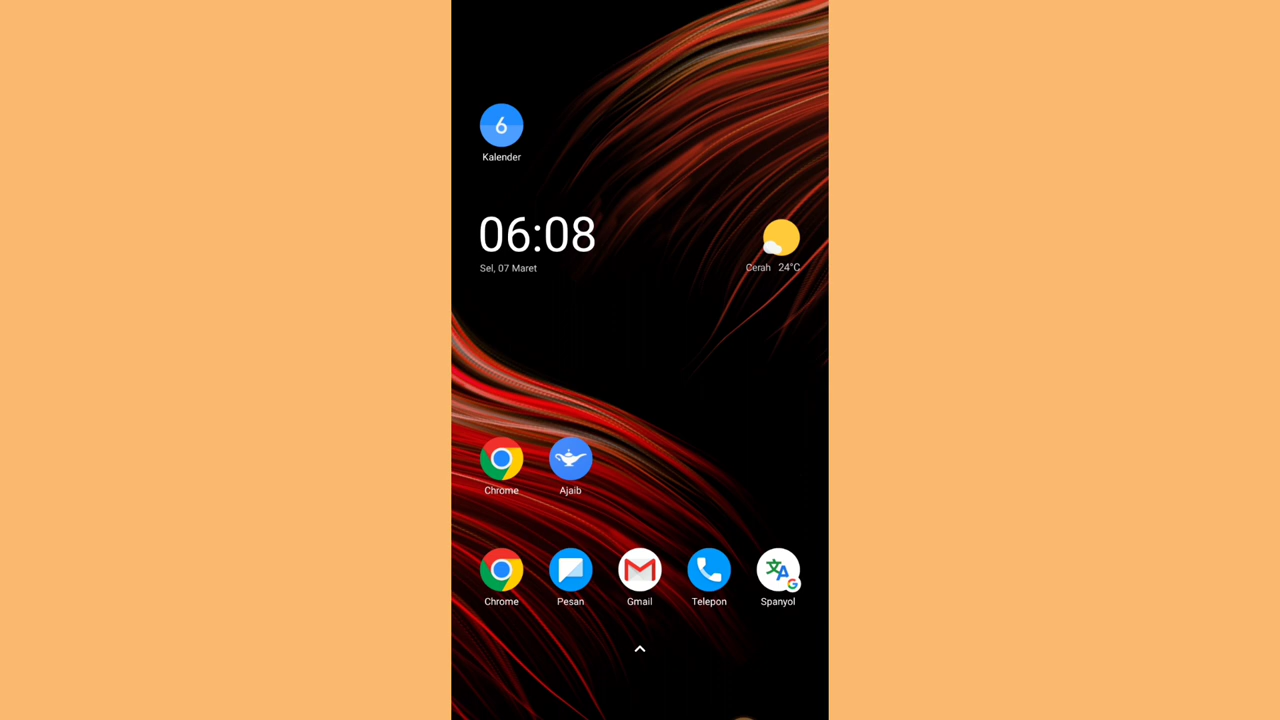 6
Kalender
06:08
Sel, 07 Maret
Cerah 24°C
Chrome Ajaib
Chrome Pesan Gmail Telepon Spanyol